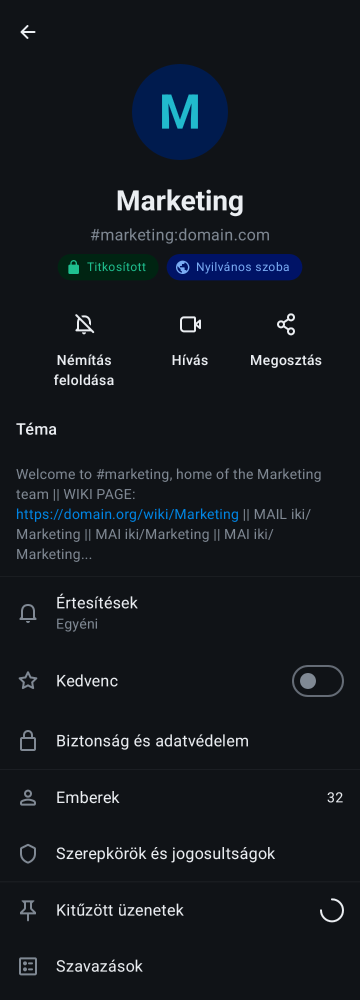 M
Marketing
#marketing:domain.com
Titkosított
Nyilvános szoba
Némítás
feloldása
Hívás
Megosztás
Téma
Welcome to #marketing, home of the Marketing
team || WIKI PAGE:
https://domain.org/wiki/Marketing || MAIL iki/
Marketing || MAI iki/Marketing || MAI iki/
Marketing...
Értesítések
Egyéni
Kedvenc
Biztonság és adatvédelem
Emberek
32
Szerepkörök és jogosultságok
Kitűzött üzenetek
Szavazások